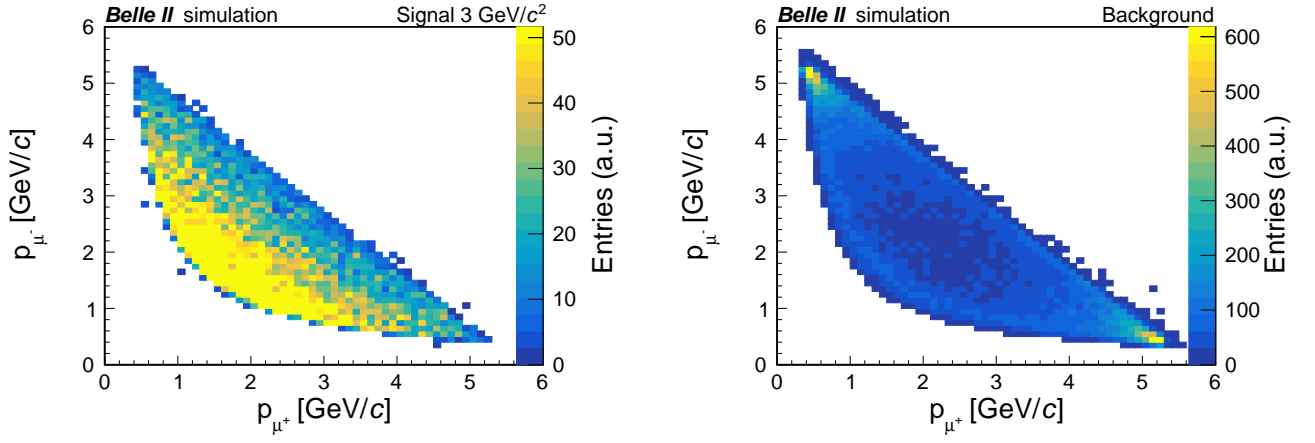 Belle II simulation Signal 3 GeV/c²
6
5
4
3
2
1
0
p_μ⁻ [GeV/c]
0 1 2 3 4 5 6
p_μ⁺ [GeV/c]
50
40
30
20
10
0
Entries (a.u.)
Belle II simulation Background
6
5
4
3
2
1
0
p_μ⁻ [GeV/c]
0 1 2 3 4 5 6
p_μ⁺ [GeV/c]
600
500
400
300
200
100
0
Entries (a.u.)